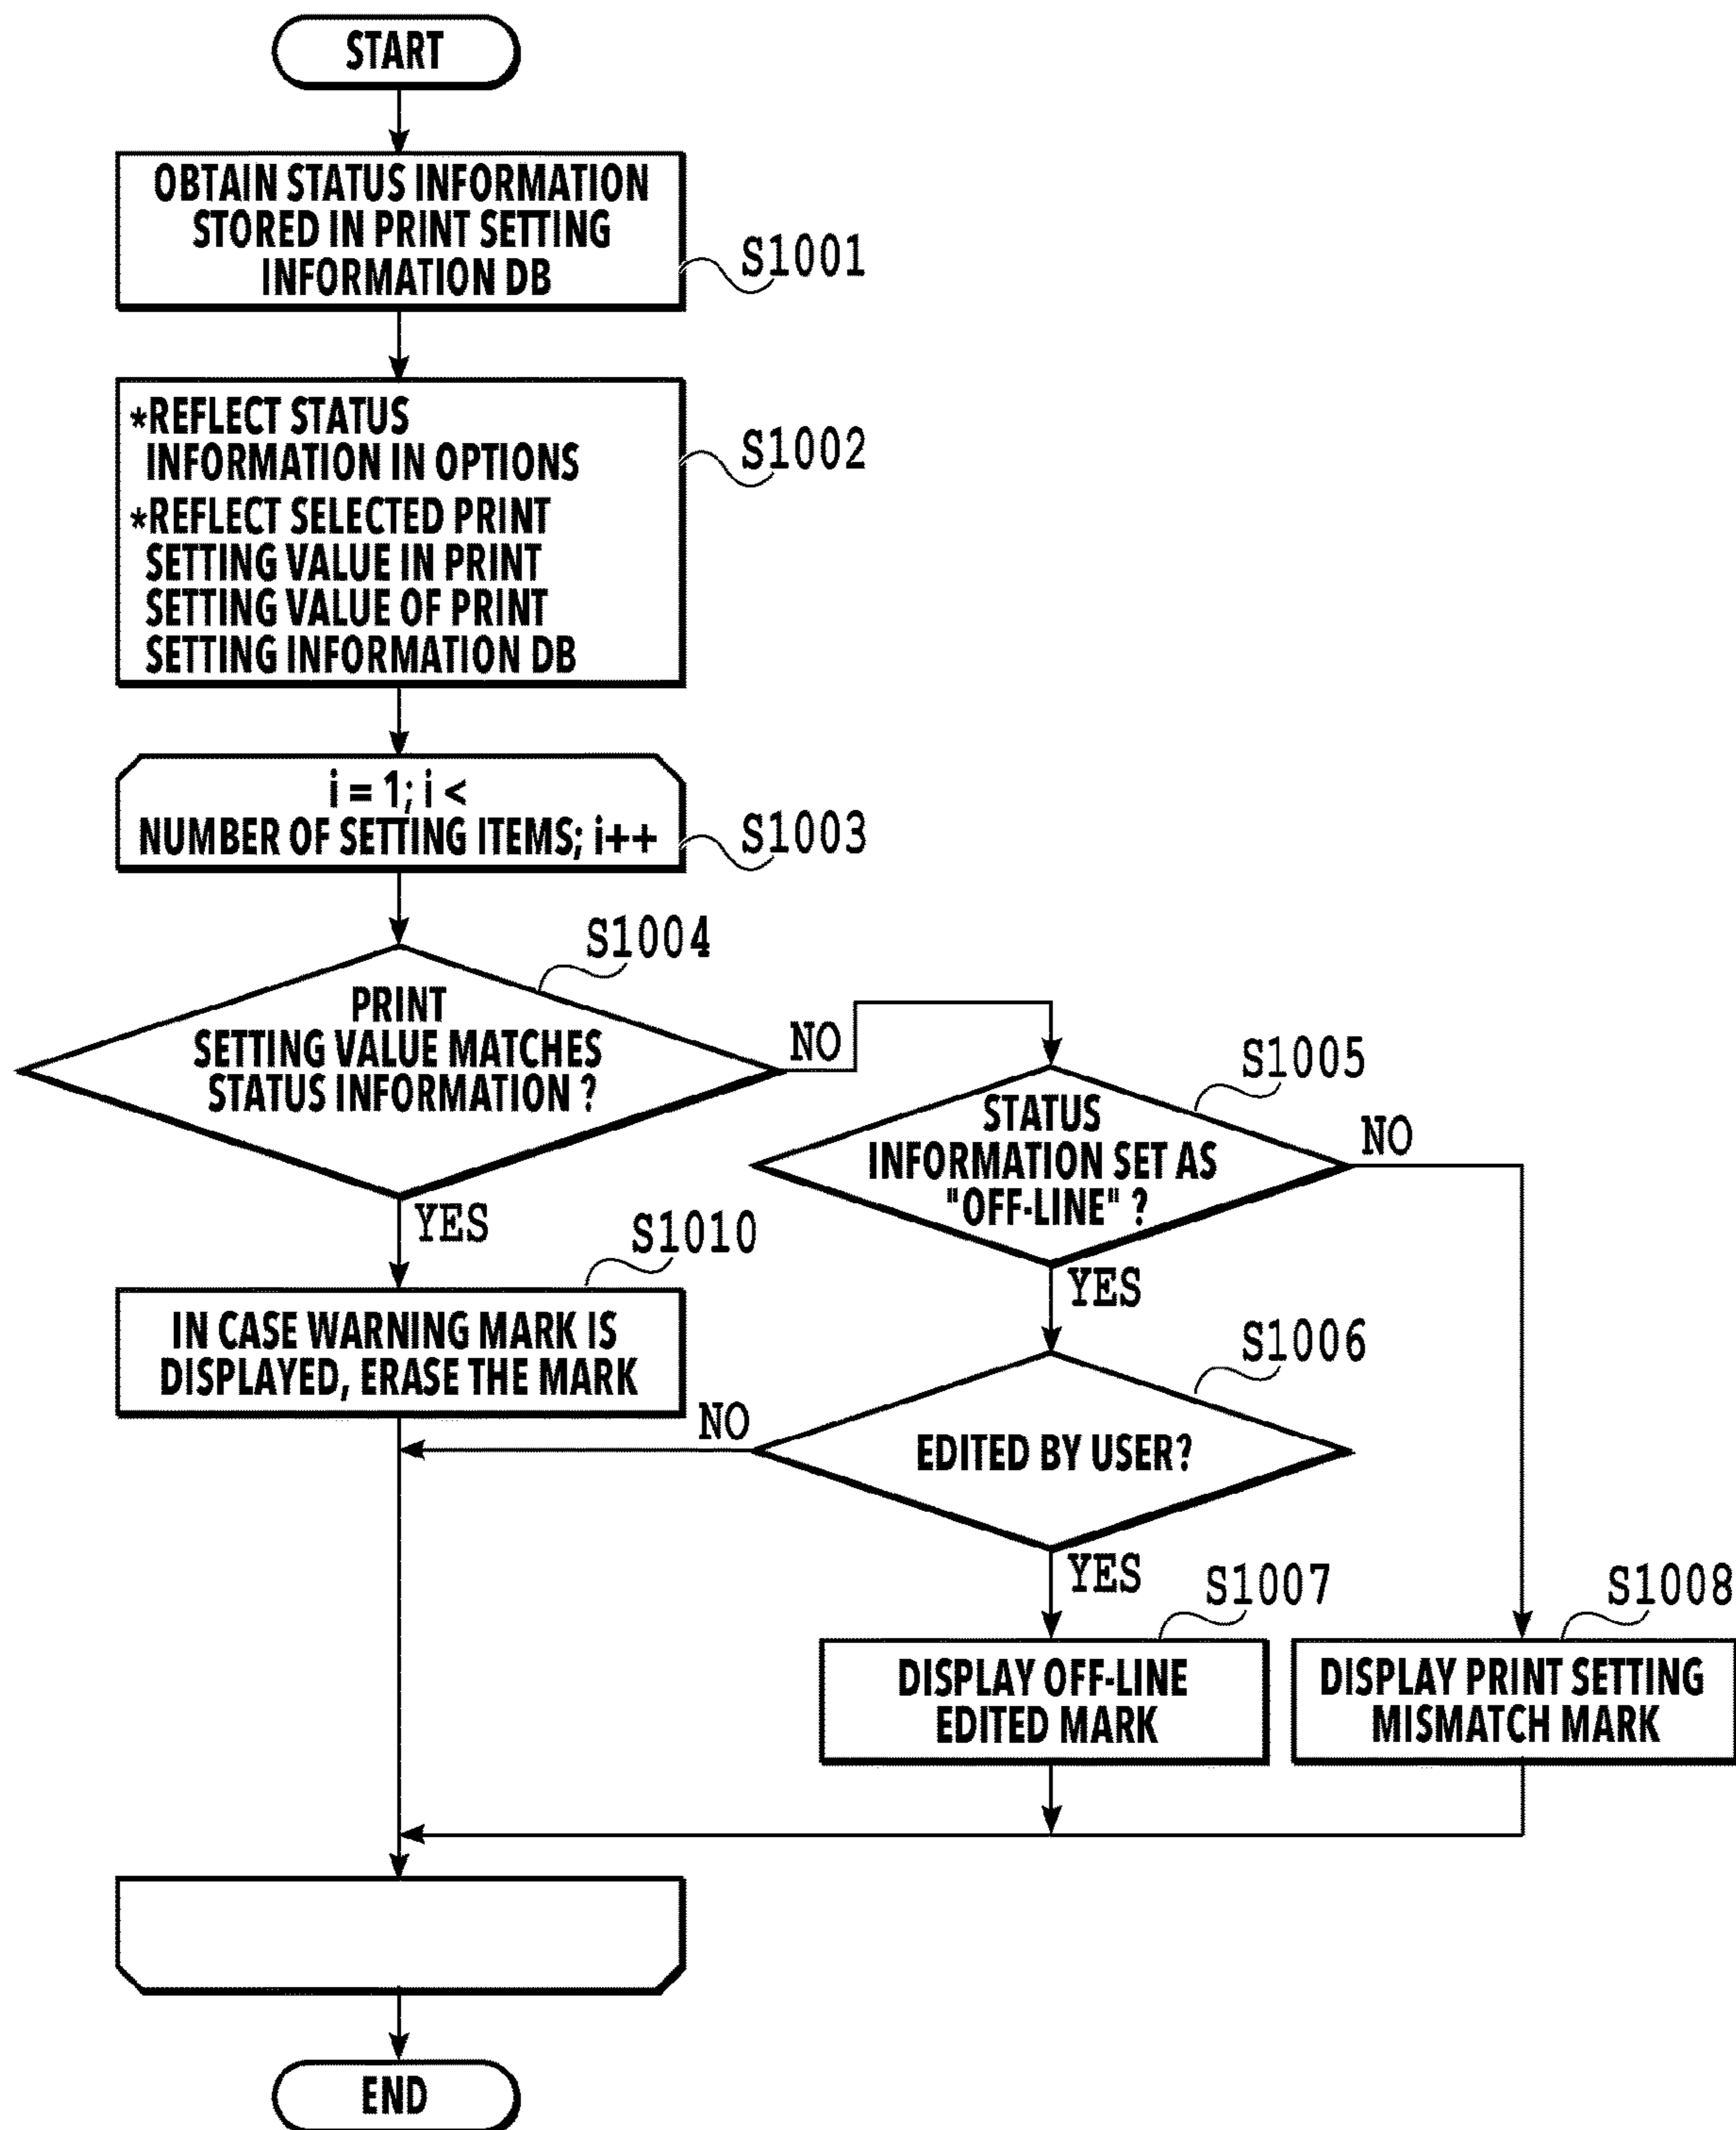 START
OBTAIN STATUS INFORMATION
STORED IN PRINT SETTING
INFORMATION DB
S1001
*REFLECT STATUS
INFORMATION IN OPTIONS
*REFLECT SELECTED PRINT
SETTING VALUE IN PRINT
SETTING VALUE OF PRINT
SETTING INFORMATION DB
S1002
i = 1; i <
NUMBER OF SETTING ITEMS; i++
S1003
S1004
PRINT
SETTING VALUE MATCHES
STATUS INFORMATION ?
NO
YES
S1005
STATUS
INFORMATION SET AS
"OFF-LINE" ?
NO
YES
S1010
IN CASE WARNING MARK IS
DISPLAYED, ERASE THE MARK
S1006
EDITED BY USER?
NO
YES
S1007
DISPLAY OFF-LINE
EDITED MARK
S1008
DISPLAY PRINT SETTING
MISMATCH MARK
END